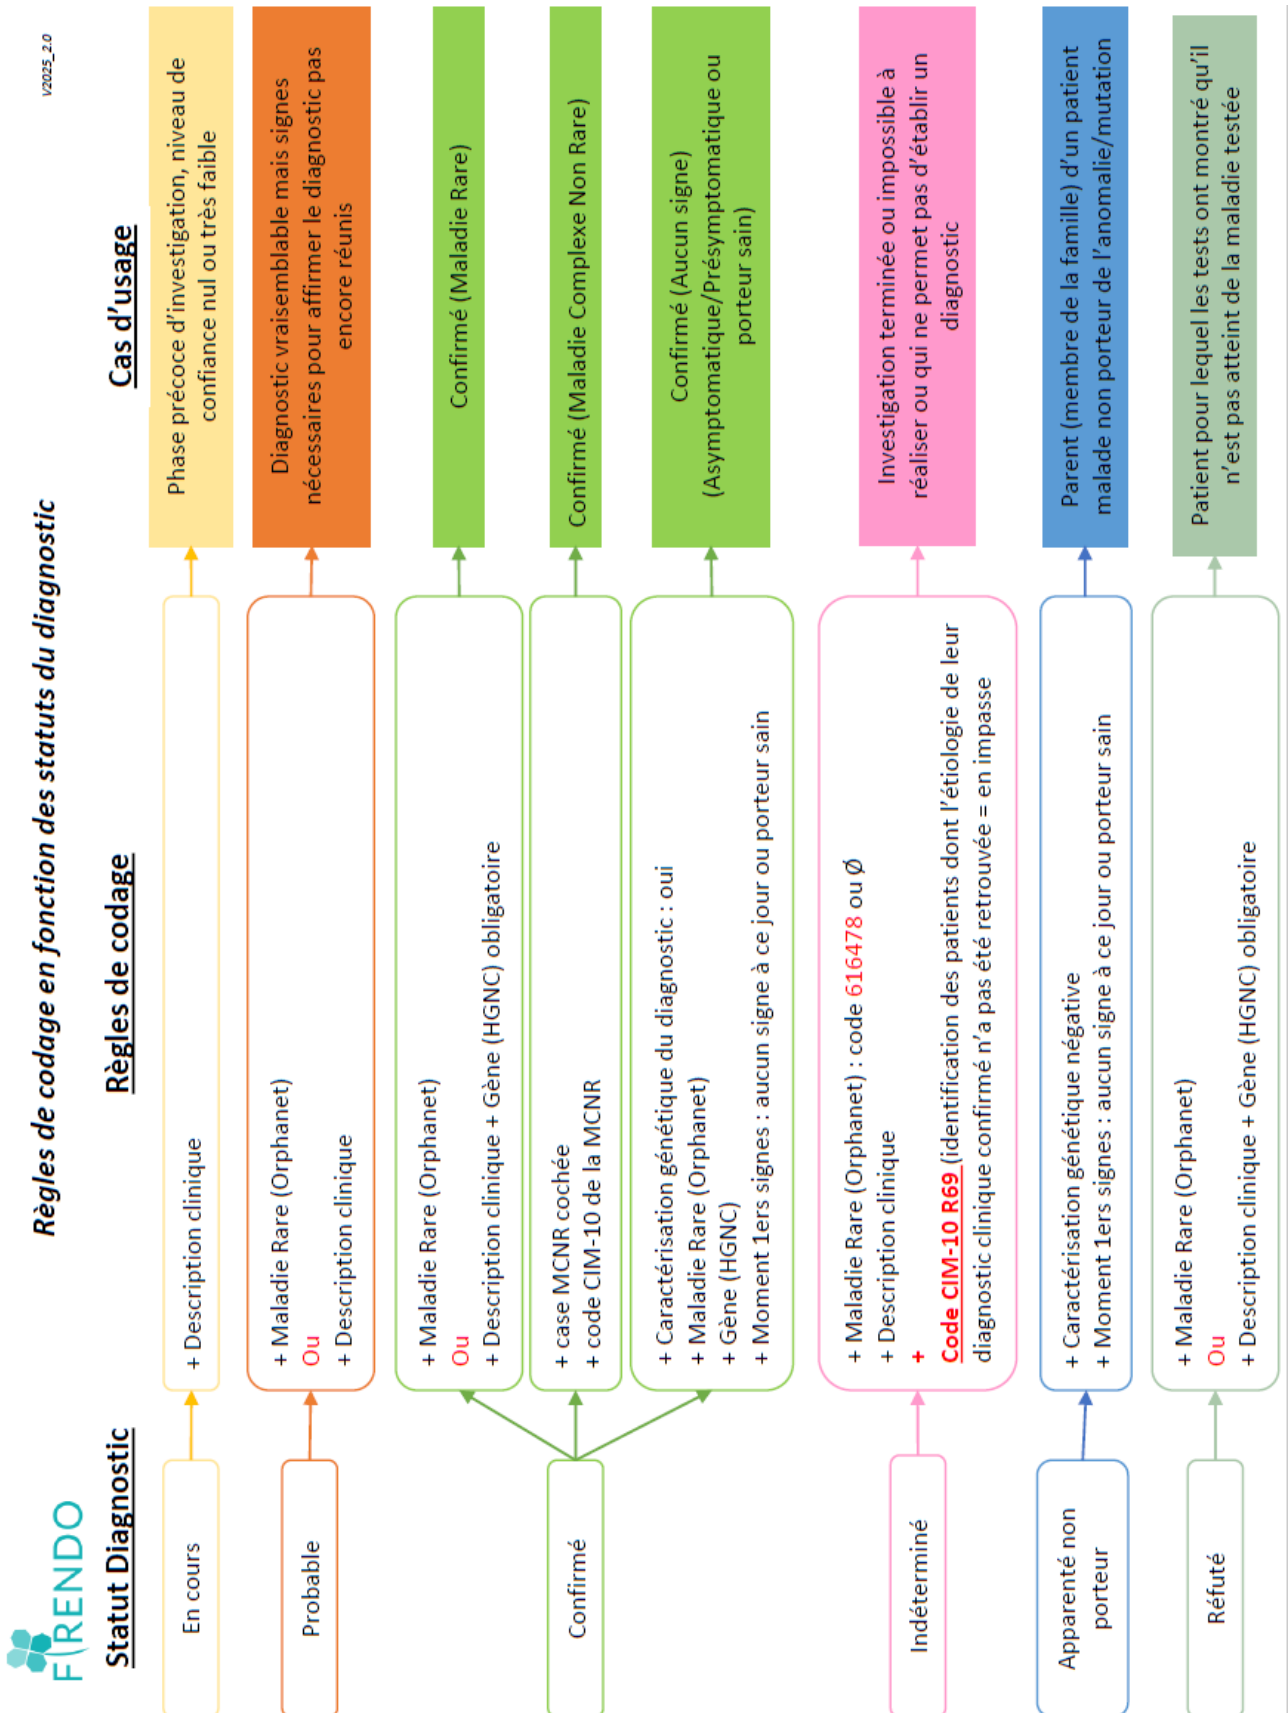 Règles de codage en fonction des statuts du diagnostic
V2025_2.0
FIRENDO
Statut Diagnostic
Règles de codage
Cas d'usage
En cours
+ Description clinique
Phase précoce d'investigation, niveau de
confiance nul ou très faible
Probable
+ Maladie Rare (Orphanet)
Ou
+ Description clinique
Diagnostic vraisemblable mais signes
nécessaires pour affirmer le diagnostic pas
encore réunis
Confirmé
+ Maladie Rare (Orphanet)
Ou
+ Description clinique + Gène (HGNC) obligatoire
Confirmé (Maladie Rare)
+ case MCNR cochée
+ code CIM-10 de la MCNR
Confirmé (Maladie Complexe Non Rare)
+ Caractérisation génétique du diagnostic : oui
+ Maladie Rare (Orphanet)
+ Gène (HGNC)
+ Moment 1ers signes : aucun signe à ce jour ou porteur sain
Confirmé (Aucun signe)
(Asymptomatique/Présymptomatique ou
porteur sain)
Indéterminé
+ Maladie Rare (Orphanet) : code 616478 ou Ø
+ Description clinique
+
Code CIM-10 R69 (identification des patients dont l'étiologie de leur
diagnostic clinique confirmé n'a pas été retrouvée = en impasse
Investigation terminée ou impossible à
réaliser ou qui ne permet pas d'établir un
diagnostic
Apparenté non
porteur
+ Caractérisation génétique négative
+ Moment 1ers signes : aucun signe à ce jour ou porteur sain
Parent (membre de la famille) d'un patient
malade non porteur de l'anomalie/mutation
Réfuté
+ Maladie Rare (Orphanet)
Ou
+ Description clinique + Gène (HGNC) obligatoire
Patient pour lequel les tests ont montré qu'il
n'est pas atteint de la maladie testée